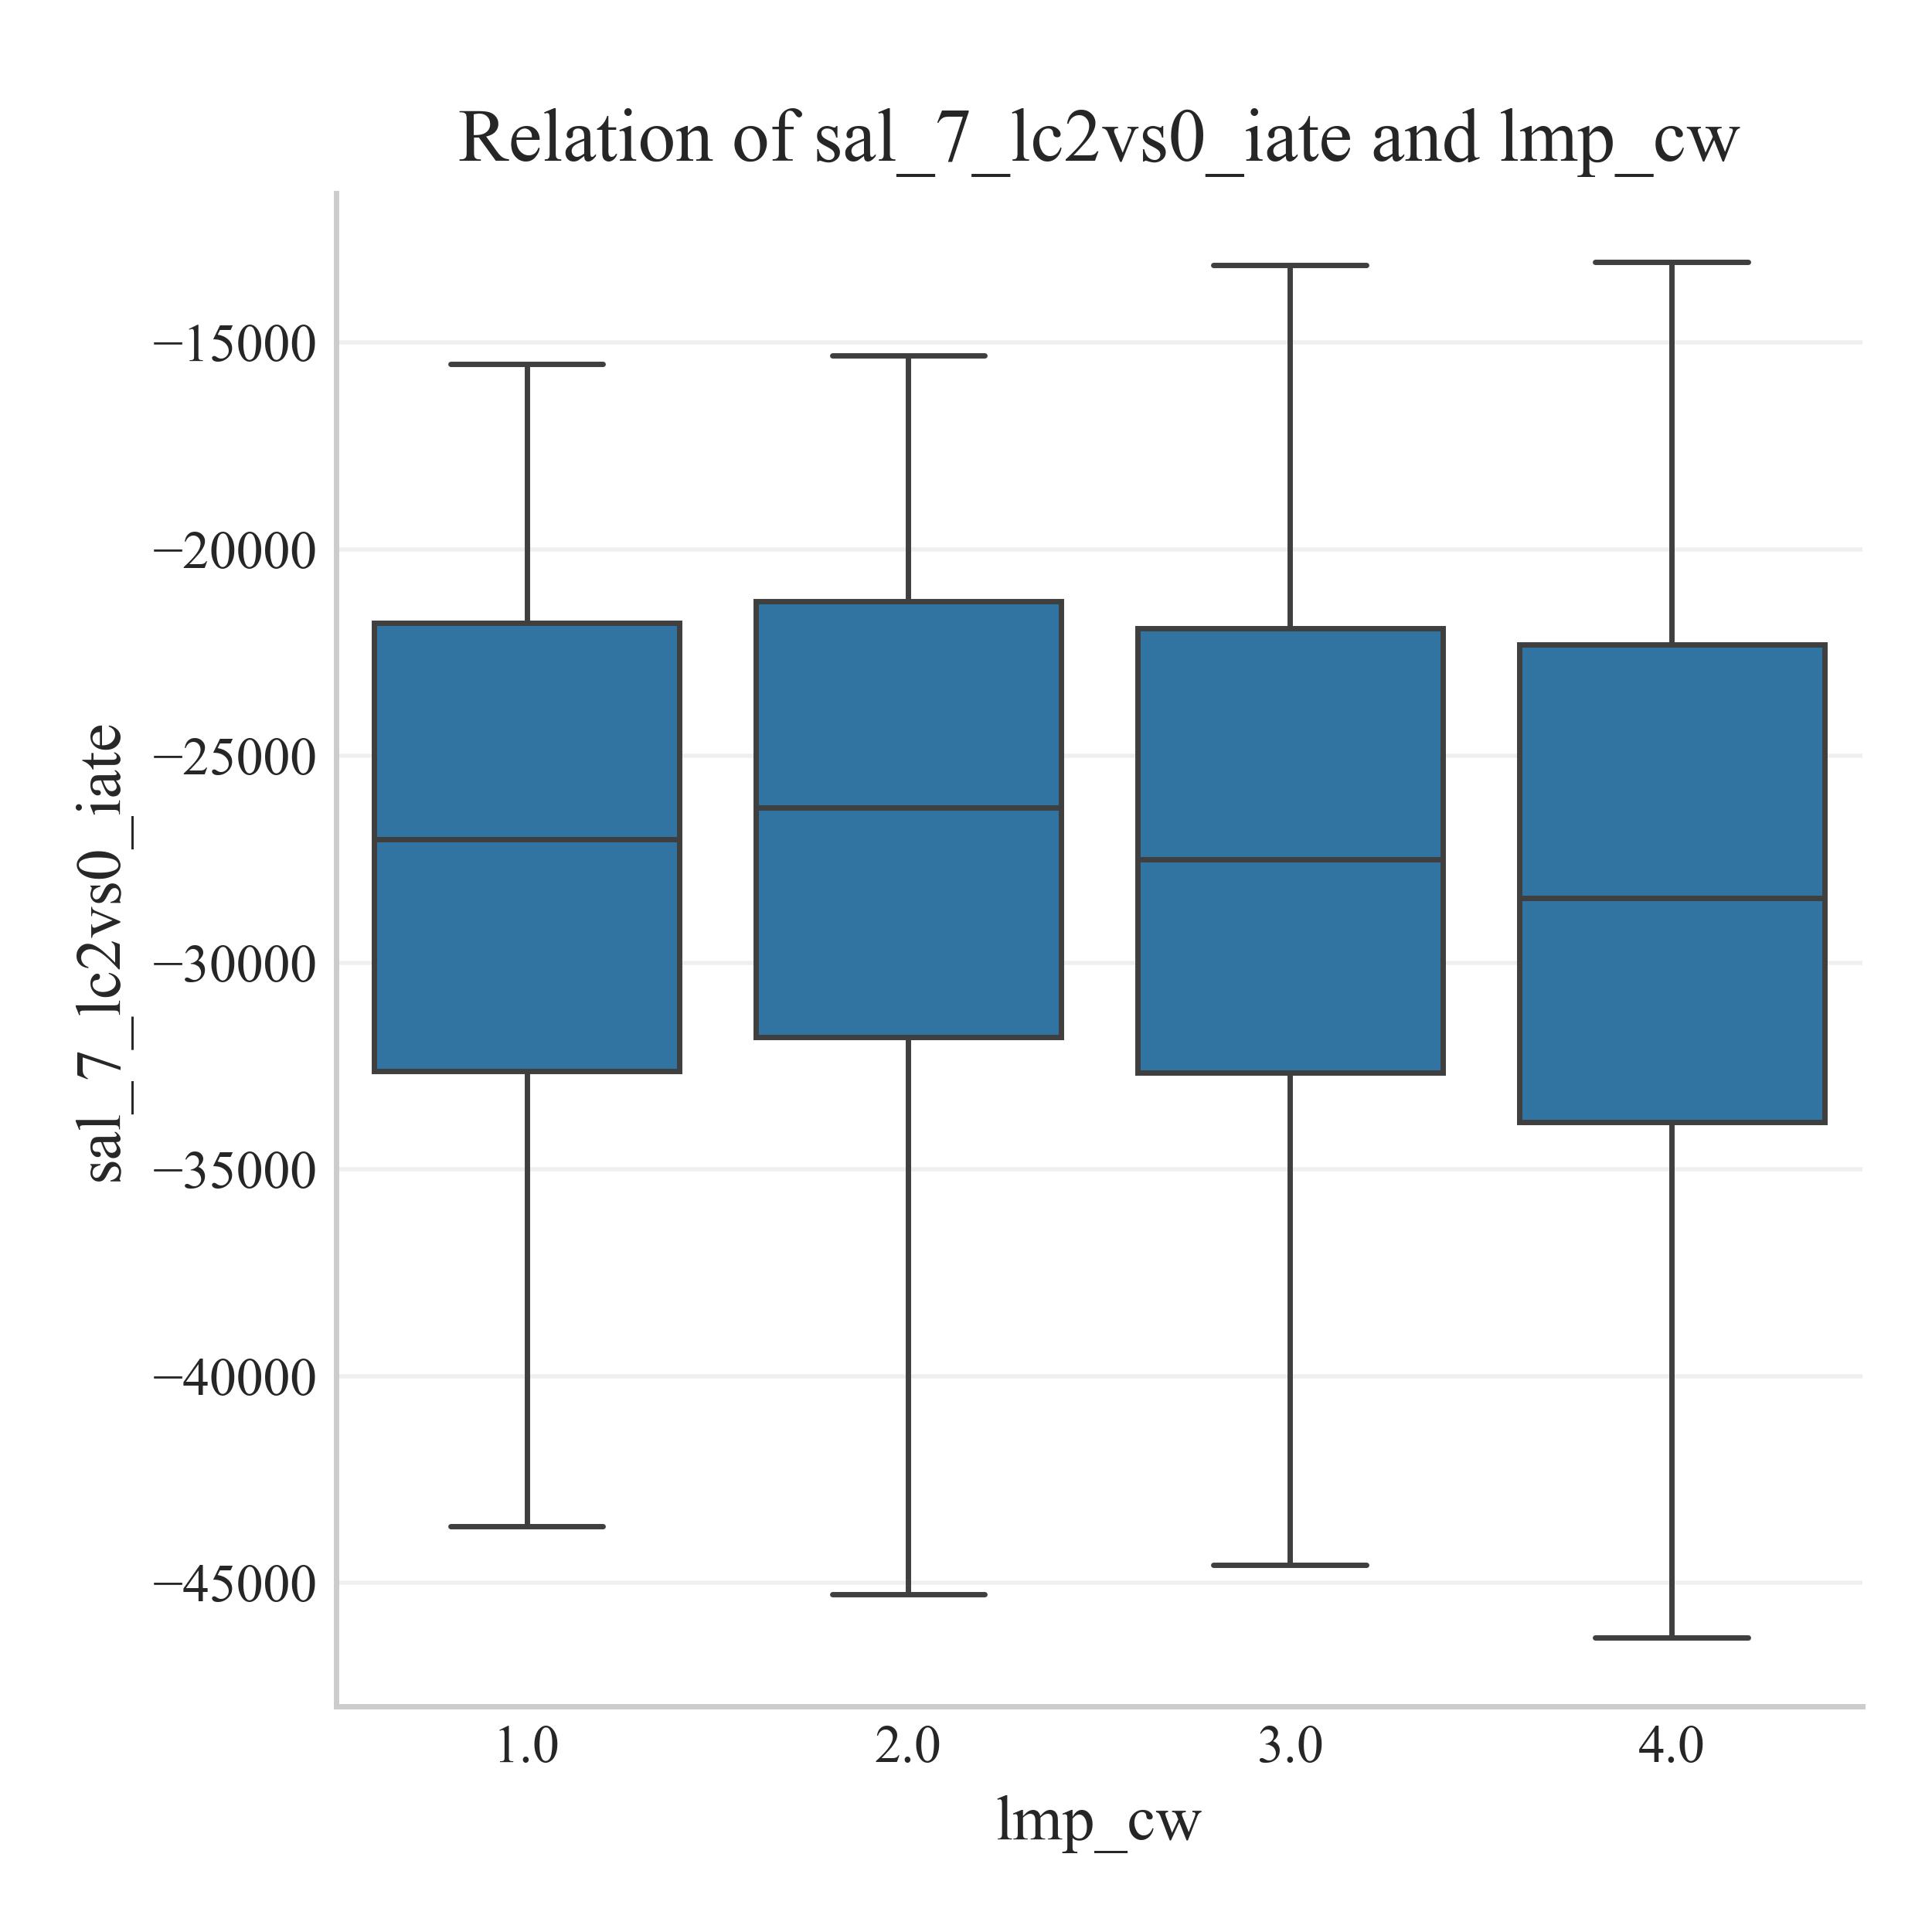 Relation of sal_7_lc2vs0_iate and lmp_cw
sal_7_lc2vs0_iate
−15000
−20000
−25000
−30000
−35000
−40000
−45000
1.0 2.0 3.0 4.0
lmp_cw